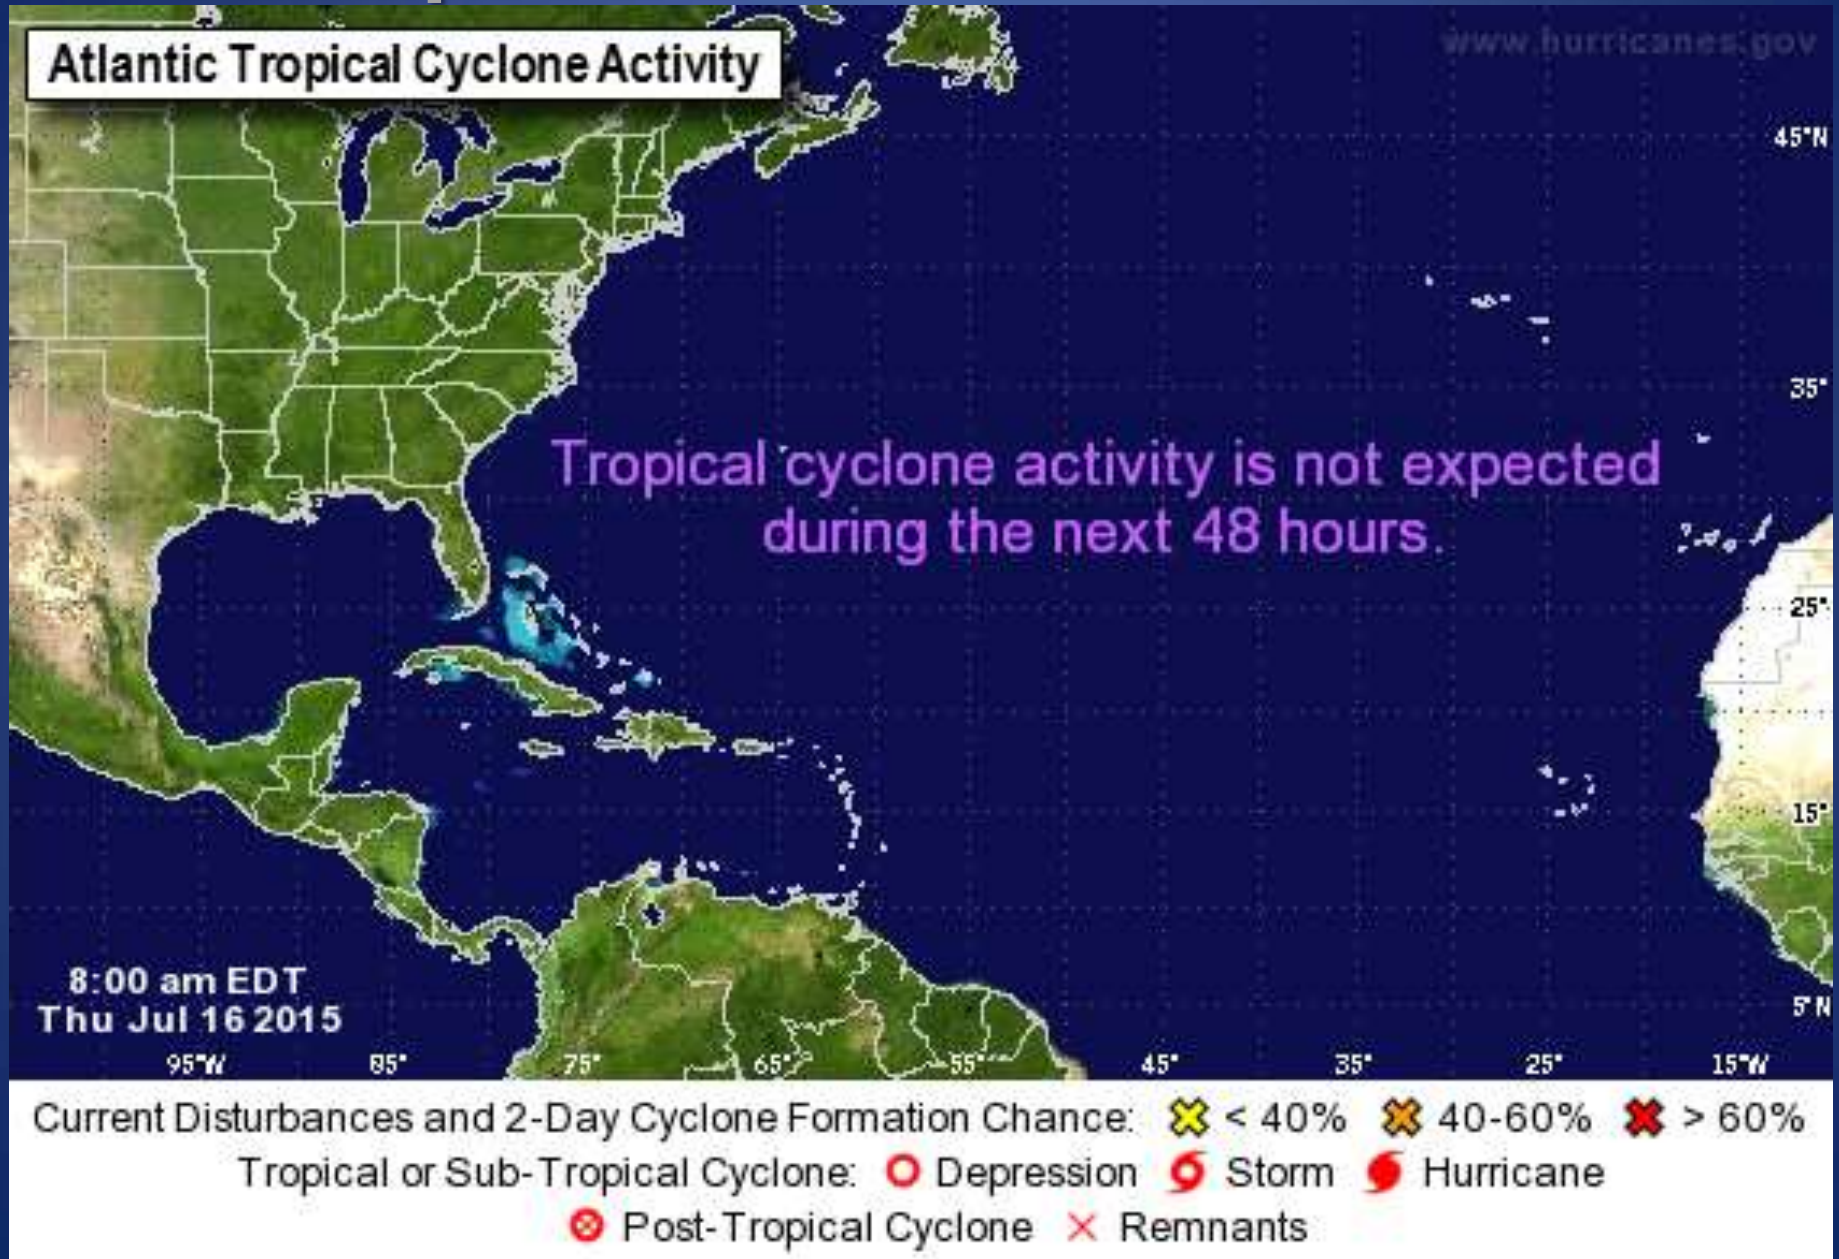 www.hurricanes.gov
Atlantic Tropical Cyclone Activity
45°N
35°
Tropical cyclone activity is not expected
during the next 48 hours.
25°
15°
8:00 am EDT
Thu Jul 16 2015
5°N
95°W 85° 75° 65° 55° 45° 35° 25° 15°W
Current Disturbances and 2-Day Cyclone Formation Chance: < 40% 40-60% > 60%
Tropical or Sub-Tropical Cyclone: Depression Storm Hurricane
Post-Tropical Cyclone Remnants